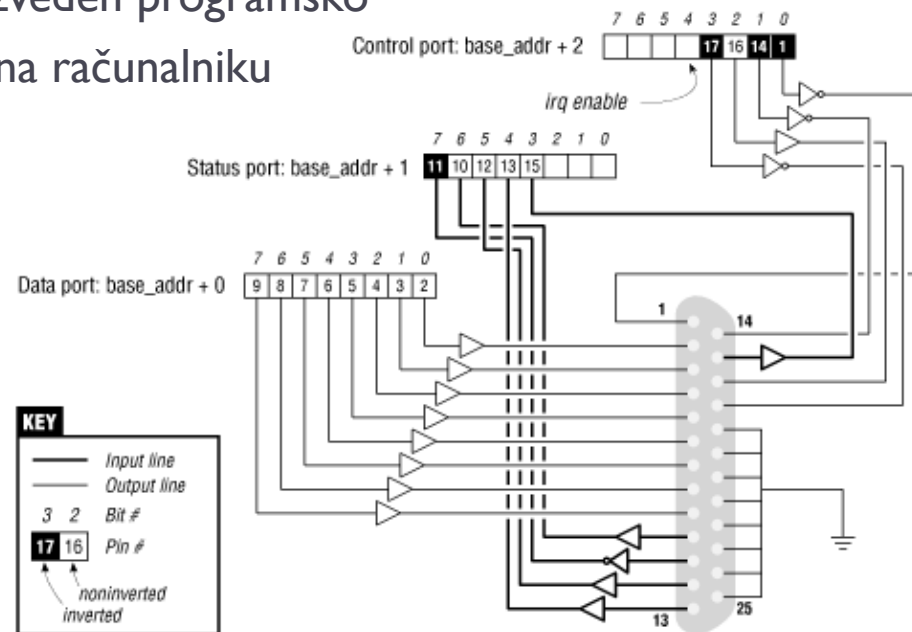 zveden programsko
na računalniku
7 6 5 4 3 2 1 0
Control port: base_addr + 2 17 16 14 1
irq enable
7 6 5 4 3 2 1 0
Status port: base_addr + 1 11 10 12 13 15
7 6 5 4 3 2 1 0
Data port: base_addr + 0 9 8 7 6 5 4 3 2
1
14
KEY
Input line
Output line
3 2 Bit #
17 16 Pin #
noninverted
inverted
13
25